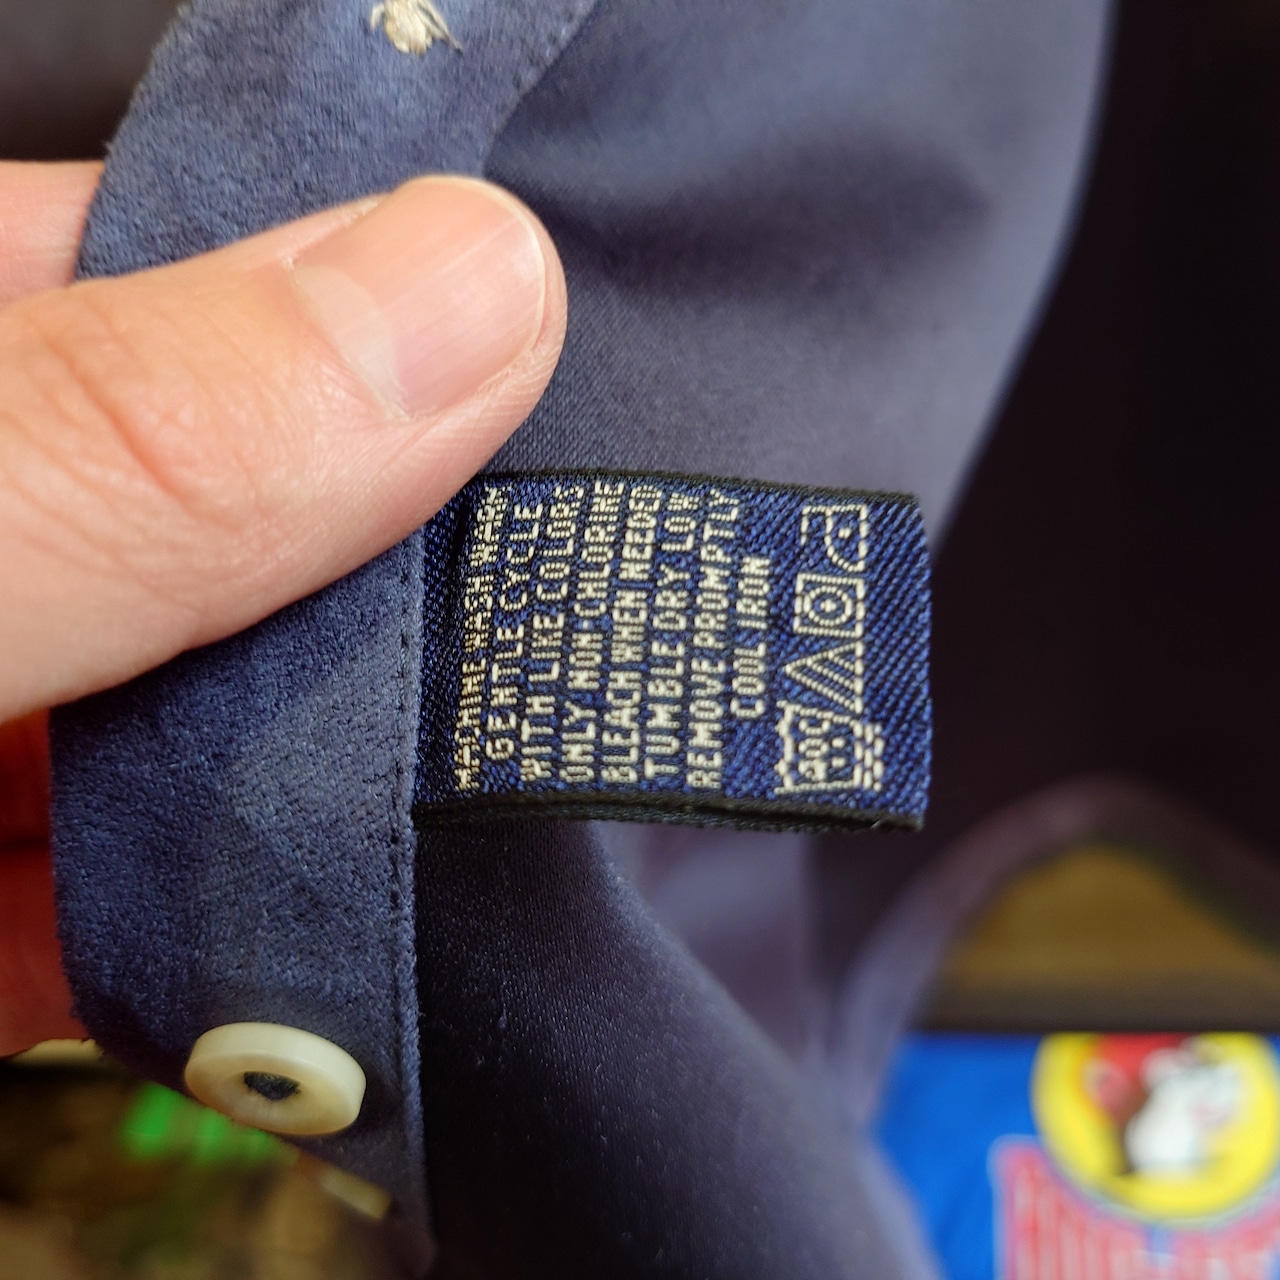 MACHINE WASH WARM
GENTLE CYCLE
WITH LIKE COLORS
ONLY NON CHLORINE
BLEACH WHEN NEEDED
TUMBLE DRY LOW
REMOVE PROMPTLY
COOL IRON